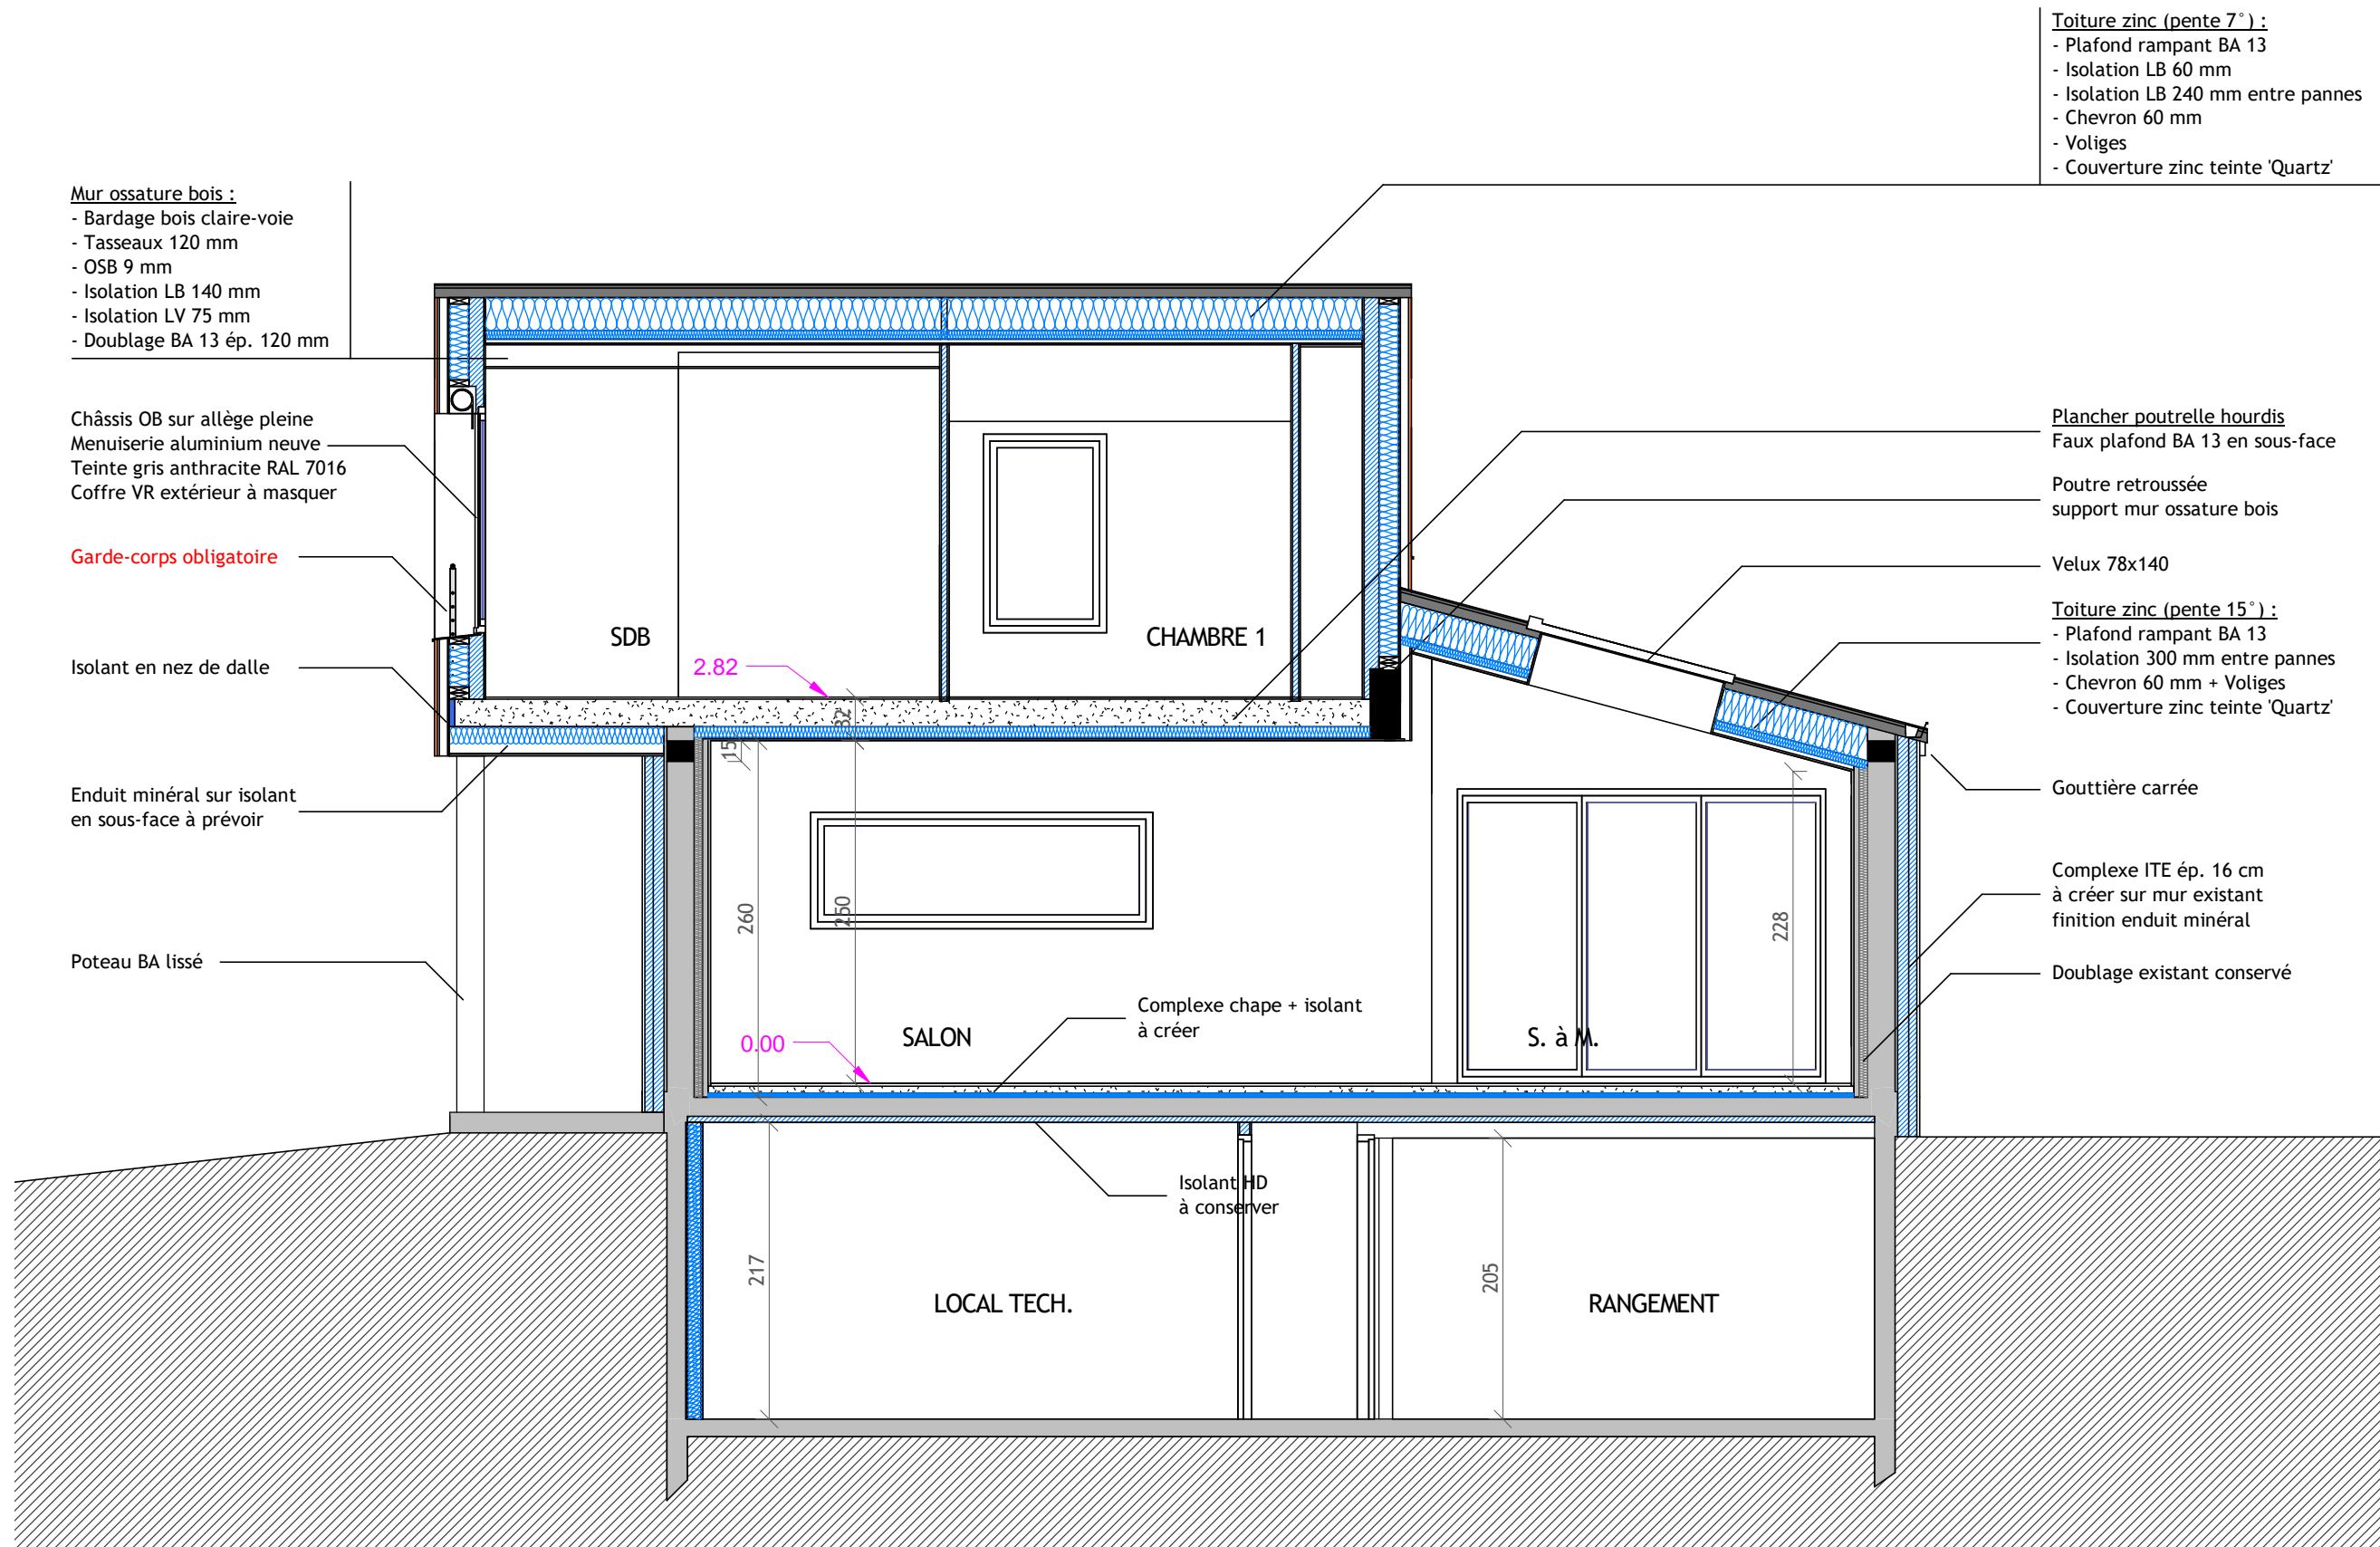 Toiture zinc (pente 7°) :
- Plafond rampant BA 13
- Isolation LB 60 mm
- Isolation LB 240 mm entre pannes
- Chevron 60 mm
- Voliges
- Couverture zinc teinte 'Quartz'
Mur ossature bois :
- Bardage bois claire-voie
- Tasseaux 120 mm
- OSB 9 mm
- Isolation LB 140 mm
- Isolation LV 75 mm
- Doublage BA 13 ép. 120 mm
Châssis OB sur allège pleine
Menuiserie aluminium neuve
Teinte gris anthracite RAL 7016
Coffre VR extérieur à masquer
Garde-corps obligatoire
Isolant en nez de dalle
Enduit minéral sur isolant
en sous-face à prévoir
Poteau BA lissé
SDB
CHAMBRE 1
2.82
32
15
260
250
228
SALON
S. à M.
0.00
Complexe chape + isolant
à créer
Isolant HD
à conserver
217
205
LOCAL TECH.
RANGEMENT
Plancher poutrelle hourdis
Faux plafond BA 13 en sous-face
Poutre retroussée
support mur ossature bois
Velux 78x140
Toiture zinc (pente 15°) :
- Plafond rampant BA 13
- Isolation 300 mm entre pannes
- Chevron 60 mm + Voliges
- Couverture zinc teinte 'Quartz'
Gouttière carrée
Complexe ITE ép. 16 cm
à créer sur mur existant
finition enduit minéral
Doublage existant conservé